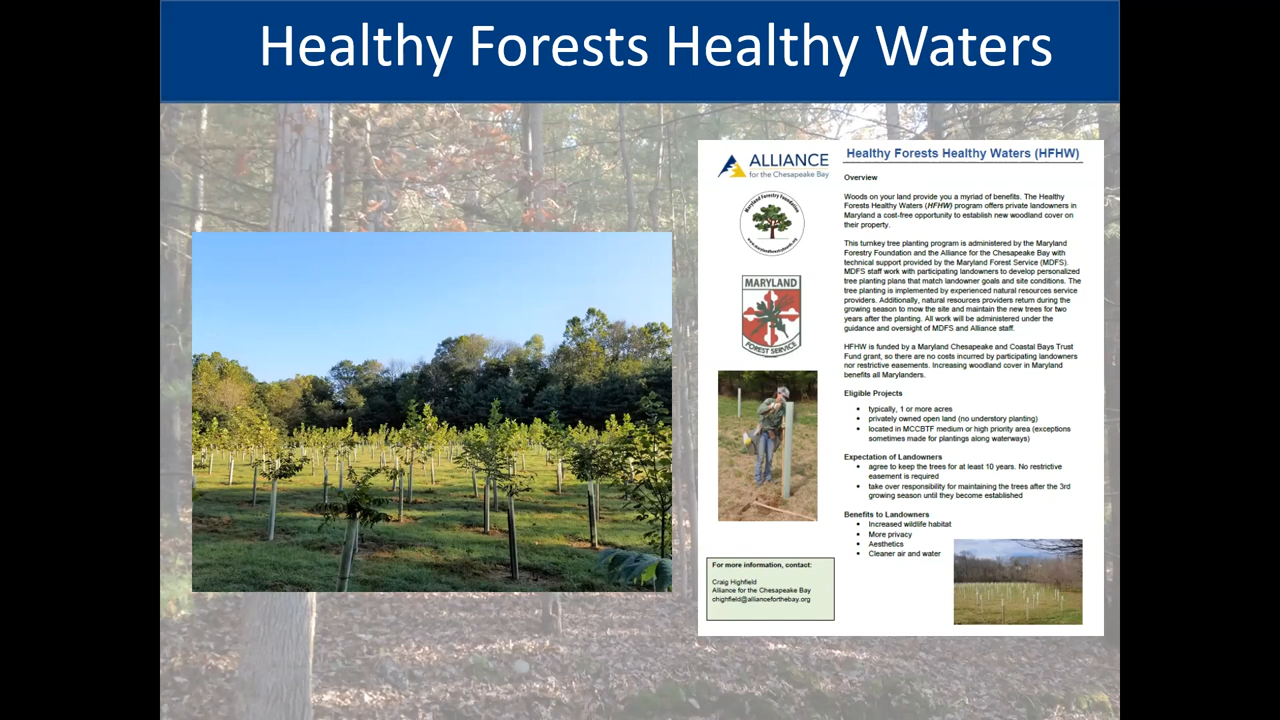 Healthy Forests Healthy Waters
ALLIANCE
for the Chesapeake Bay
Maryland Forestry Foundation
MARYLAND
FOREST SERVICE
Healthy Forests Healthy Waters (HFHW)
Overview
Woods on your land provide you a myriad of benefits. The Healthy
Forests Healthy Waters (HFHW) program offers private landowners in
Maryland a cost-free opportunity to establish new woodland cover on
their property.
This turnkey tree planting program is administered by the Maryland
Forestry Foundation and the Alliance for the Chesapeake Bay with
technical support provided by the Maryland Forest Service (MDFS).
MDFS staff work with participating landowners to develop personalized
tree planting plans that match landowner goals and site conditions. The
tree planting is implemented by experienced natural resources service
providers. Additionally, natural resources providers return during the
growing season to mow the site and maintain the new trees for two
years after the planting. All work will be administered under the
guidance and oversight of MDFS and Alliance staff.
HFHW is funded by a Maryland Chesapeake and Coastal Bays Trust
Fund grant, so there are no costs incurred by participating landowners
nor restrictive easements. Increasing woodland cover in Maryland
benefits all Marylanders.
Eligible Projects
• typically, 1 or more acres
• privately owned open land (no understory planting)
• located in MCCBTF medium or high priority area (exceptions
sometimes made for plantings along waterways)
Expectation of Landowners
• agree to keep the trees for at least 10 years. No restrictive
easement is required
• take over responsibility for maintaining the trees after the 3rd
growing season until they become established
Benefits to Landowners
• Increased wildlife habitat
• More privacy
• Aesthetics
• Cleaner air and water
For more information, contact:
Craig Highfield
Alliance for the Chesapeake Bay
chighfield@allianceforthebay.org